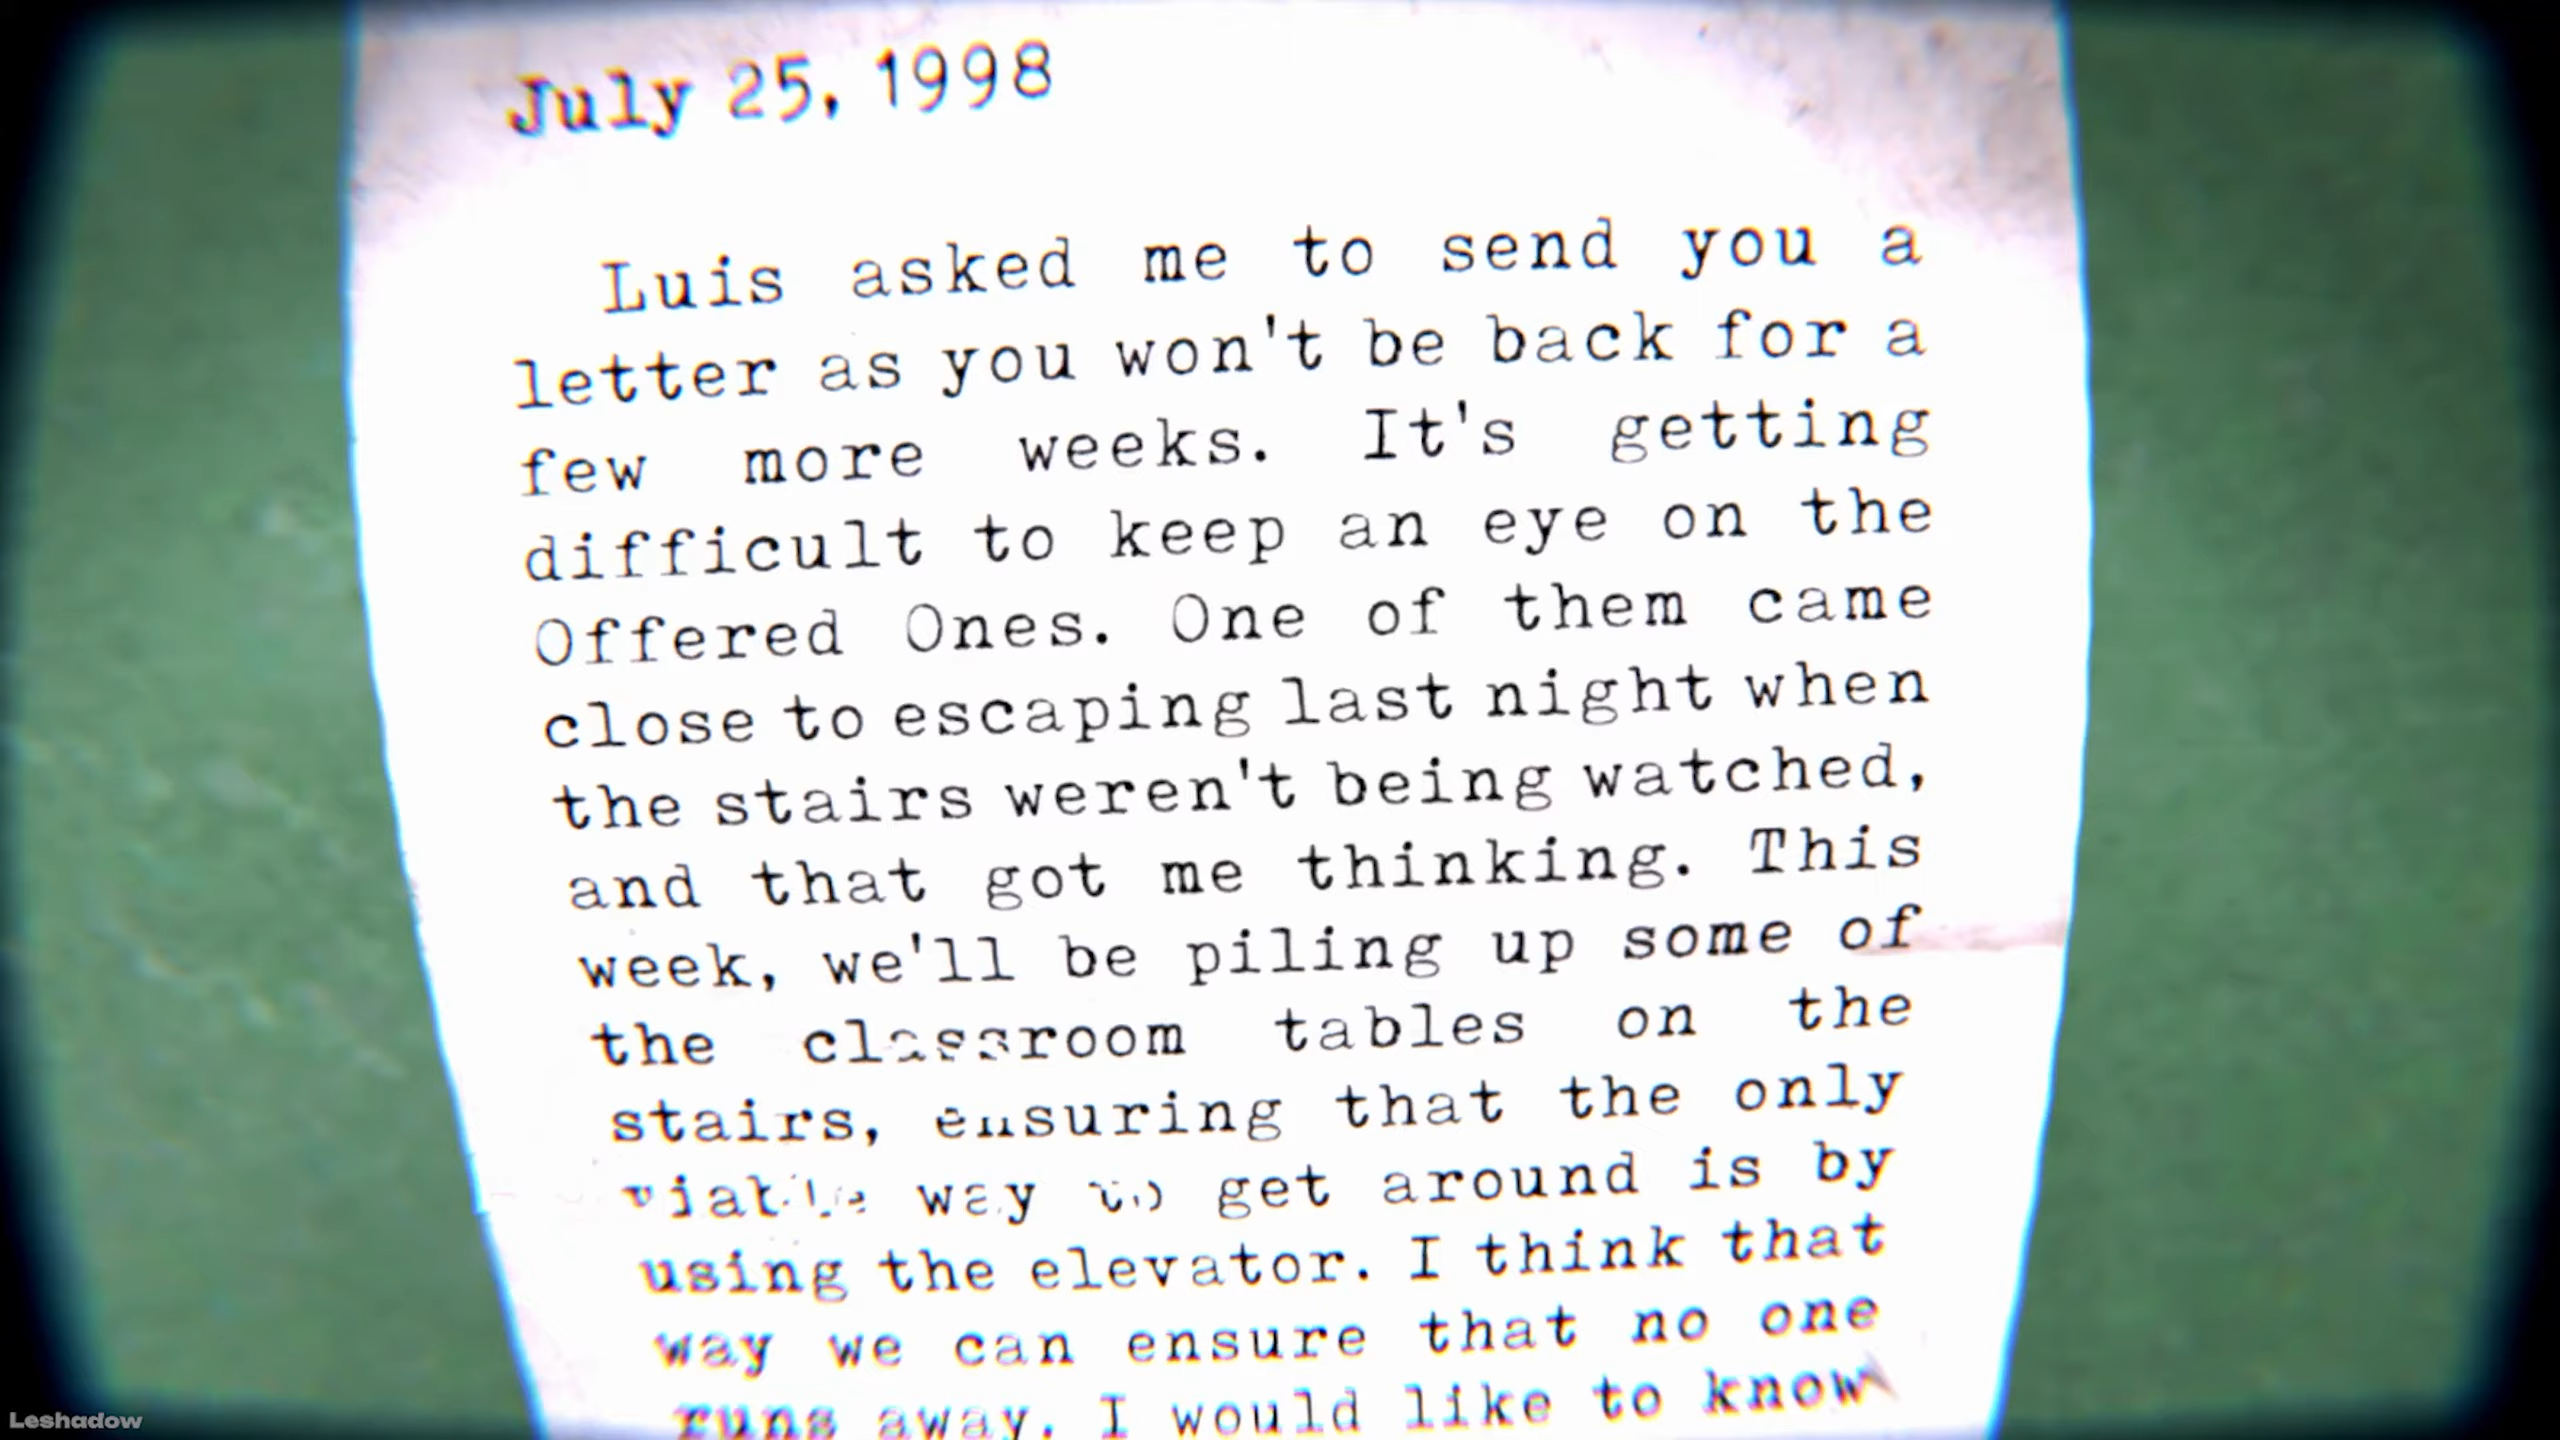 July 25, 1998
Luis asked me to send you a
letter as you won't be back for a
few more weeks. It's getting
difficult to keep an eye on the
Offered Ones. One of them came
close to escaping last night when
the stairs weren't being watched,
and that got me thinking. This
week, we'll be piling up some of
the classroom tables on the
stairs, ensuring that the only
viable way to get around is by
using the elevator. I think that
way we can ensure that no one
runs away. I would like to know
Leshadow